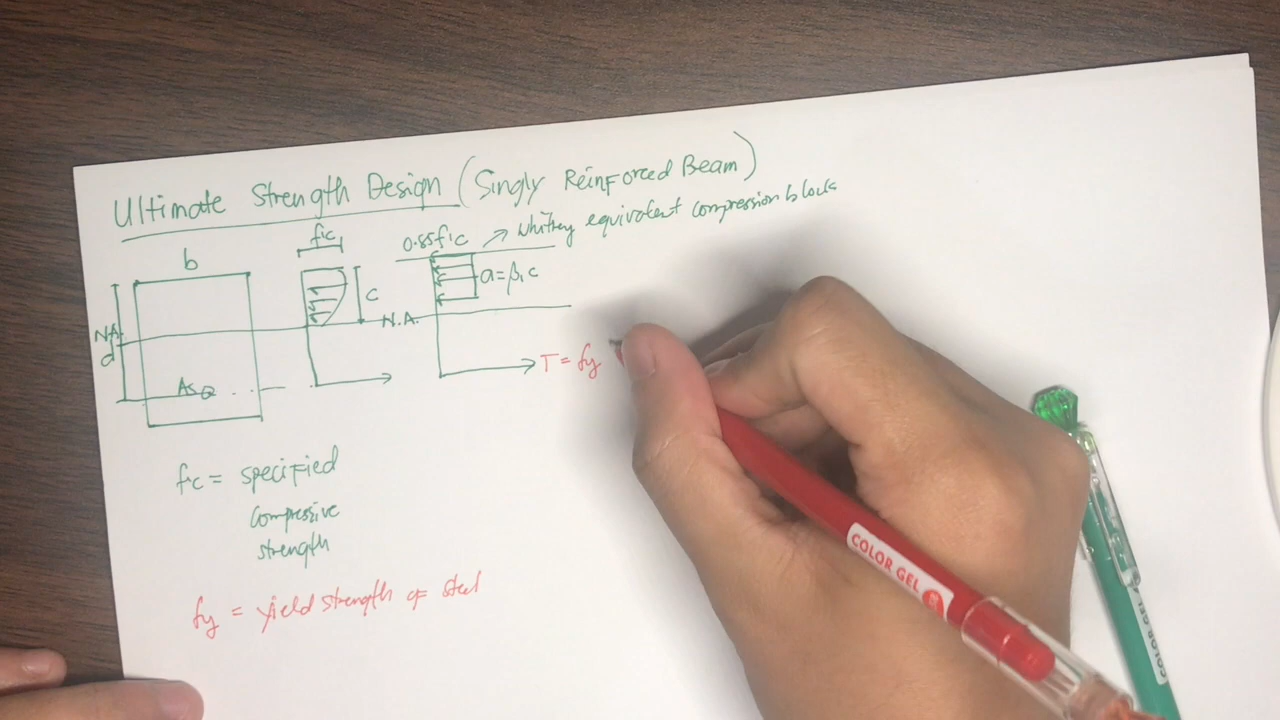 Ultimate Strength Design (Singly Reinforced Beam)
f'c
0.85f'c
Whitney equivalent compression block
b
a=β₁c
c
N.A.
N.A.
d
T = fy
As
f'c = specified
compressive
strength
fy = yield strength of steel
COLOR GEL
COLOR GEL